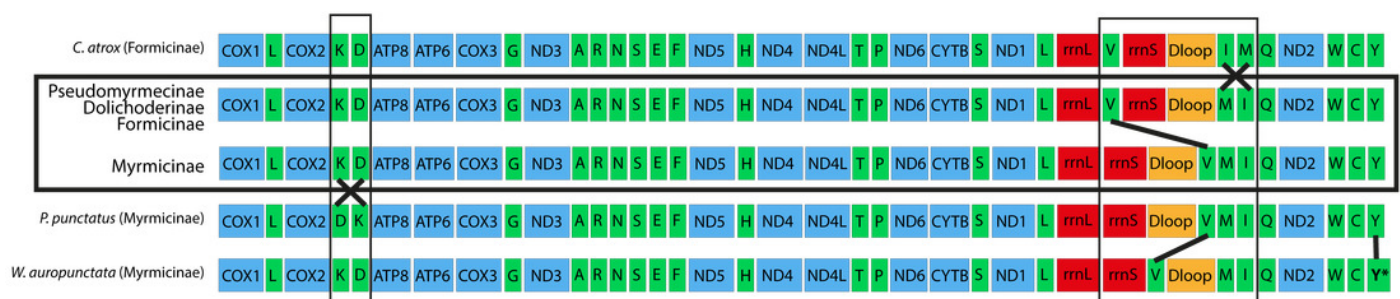 C. atrox (Formicinae) COX1 L COX2 K D ATP8 ATP6 COX3 G ND3 A R N S E F ND5 H ND4 ND4L T P ND6 CYTB S ND1 L rrnL V rrnS Dloop I M Q ND2 W C Y
Pseudomyrmecinae
Dolichoderinae
Formicinae
COX1 L COX2 K D ATP8 ATP6 COX3 G ND3 A R N S E F ND5 H ND4 ND4L T P ND6 CYTB S ND1 L rrnL V rrnS Dloop M I Q ND2 W C Y
Myrmicinae COX1 L COX2 K D ATP8 ATP6 COX3 G ND3 A R N S E F ND5 H ND4 ND4L T P ND6 CYTB S ND1 L rrnL rrnS Dloop V M I Q ND2 W C Y
P. punctatus (Myrmicinae) COX1 L COX2 D K ATP8 ATP6 COX3 G ND3 A R N S E F ND5 H ND4 ND4L T P ND6 CYTB S ND1 L rrnL rrnS Dloop V M I Q ND2 W C Y
W. auropunctata (Myrmicinae) COX1 L COX2 K D ATP8 ATP6 COX3 G ND3 A R N S E F ND5 H ND4 ND4L T P ND6 CYTB S ND1 L rrnL rrnS V Dloop M I Q ND2 W C Y*